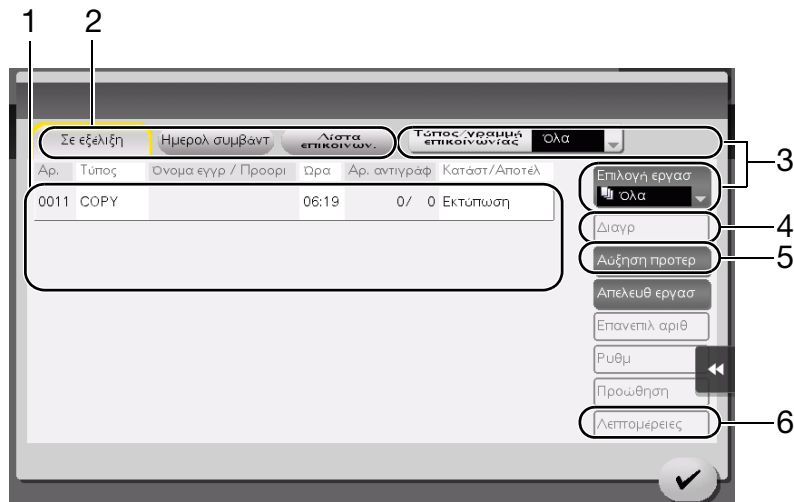 1
2
Σε εξέλιξη
Ημερολ συμβάντ
Λίστα
επικοινων.
Τύπος/γραμμή
επικοινωνίας
Όλα
3
Αρ. Τύπος Όνομα εγγρ / Προορι Ώρα Αρ. αντιγράφ Κατάστ/Αποτέλ
0011 COPY 06:19 0/ 0 Εκτύπωση
Επιλογή εργασ
Όλα
Διαγρ
4
Αύξηση προτερ
5
Απελευθ εργασ
Επανεπιλ αριθ
Ρυθμ
Προώθηση
Λεπτομέρειες
6